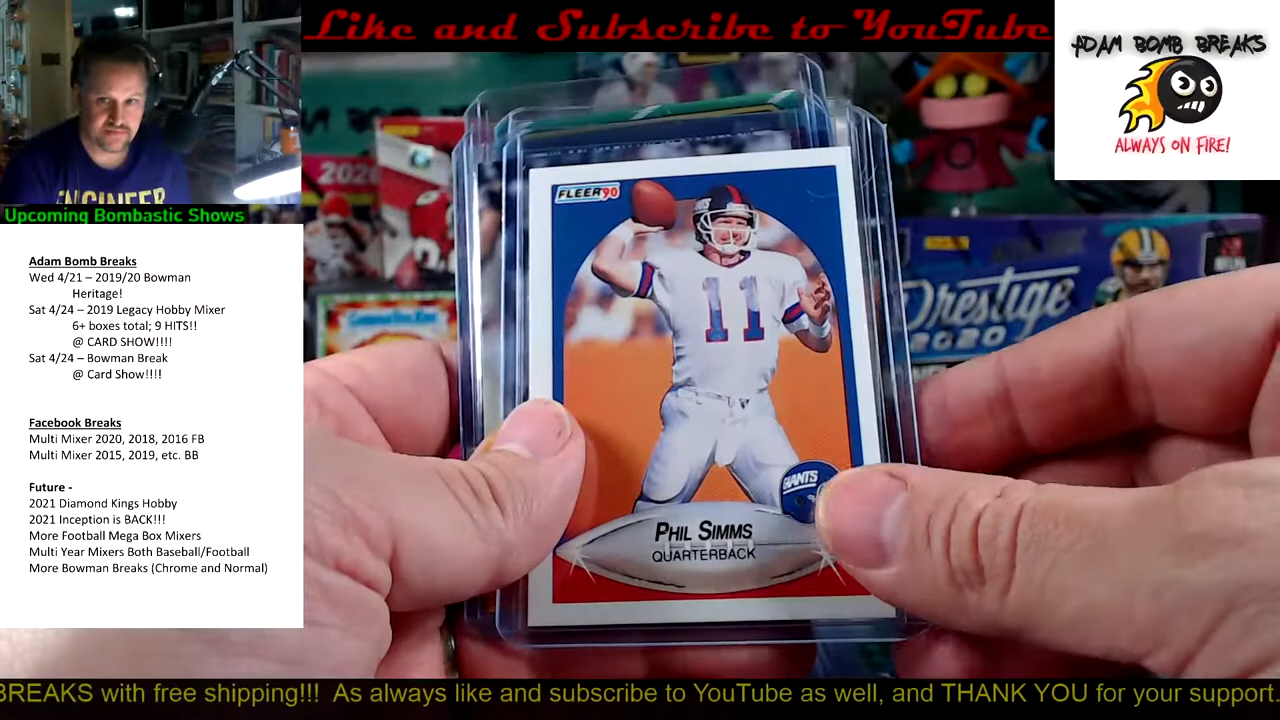 Like and Subscribe to YouTube
ADAM BOMB BREAKS
ALWAYS ON FIRE!
ENGINEER
Upcoming Bombastic Shows
Adam Bomb Breaks
Wed 4/21 – 2019/20 Bowman
Heritage!
Sat 4/24 – 2019 Legacy Hobby Mixer
6+ boxes total; 9 HITS!!
@ CARD SHOW!!!!
Sat 4/24 – Bowman Break
@ Card Show!!!!
Facebook Breaks
Multi Mixer 2020, 2018, 2016 FB
Multi Mixer 2015, 2019, etc. BB
Future -
2021 Diamond Kings Hobby
2021 Inception is BACK!!!
More Football Mega Box Mixers
Multi Year Mixers Both Baseball/Football
More Bowman Breaks (Chrome and Normal)
2020
FLEER 90
11
GIANTS
PHIL SIMMS
QUARTERBACK
Prestige
2020
BREAKS with free shipping!!!  As always like and subscribe to YouTube as well, and THANK YOU for your support.